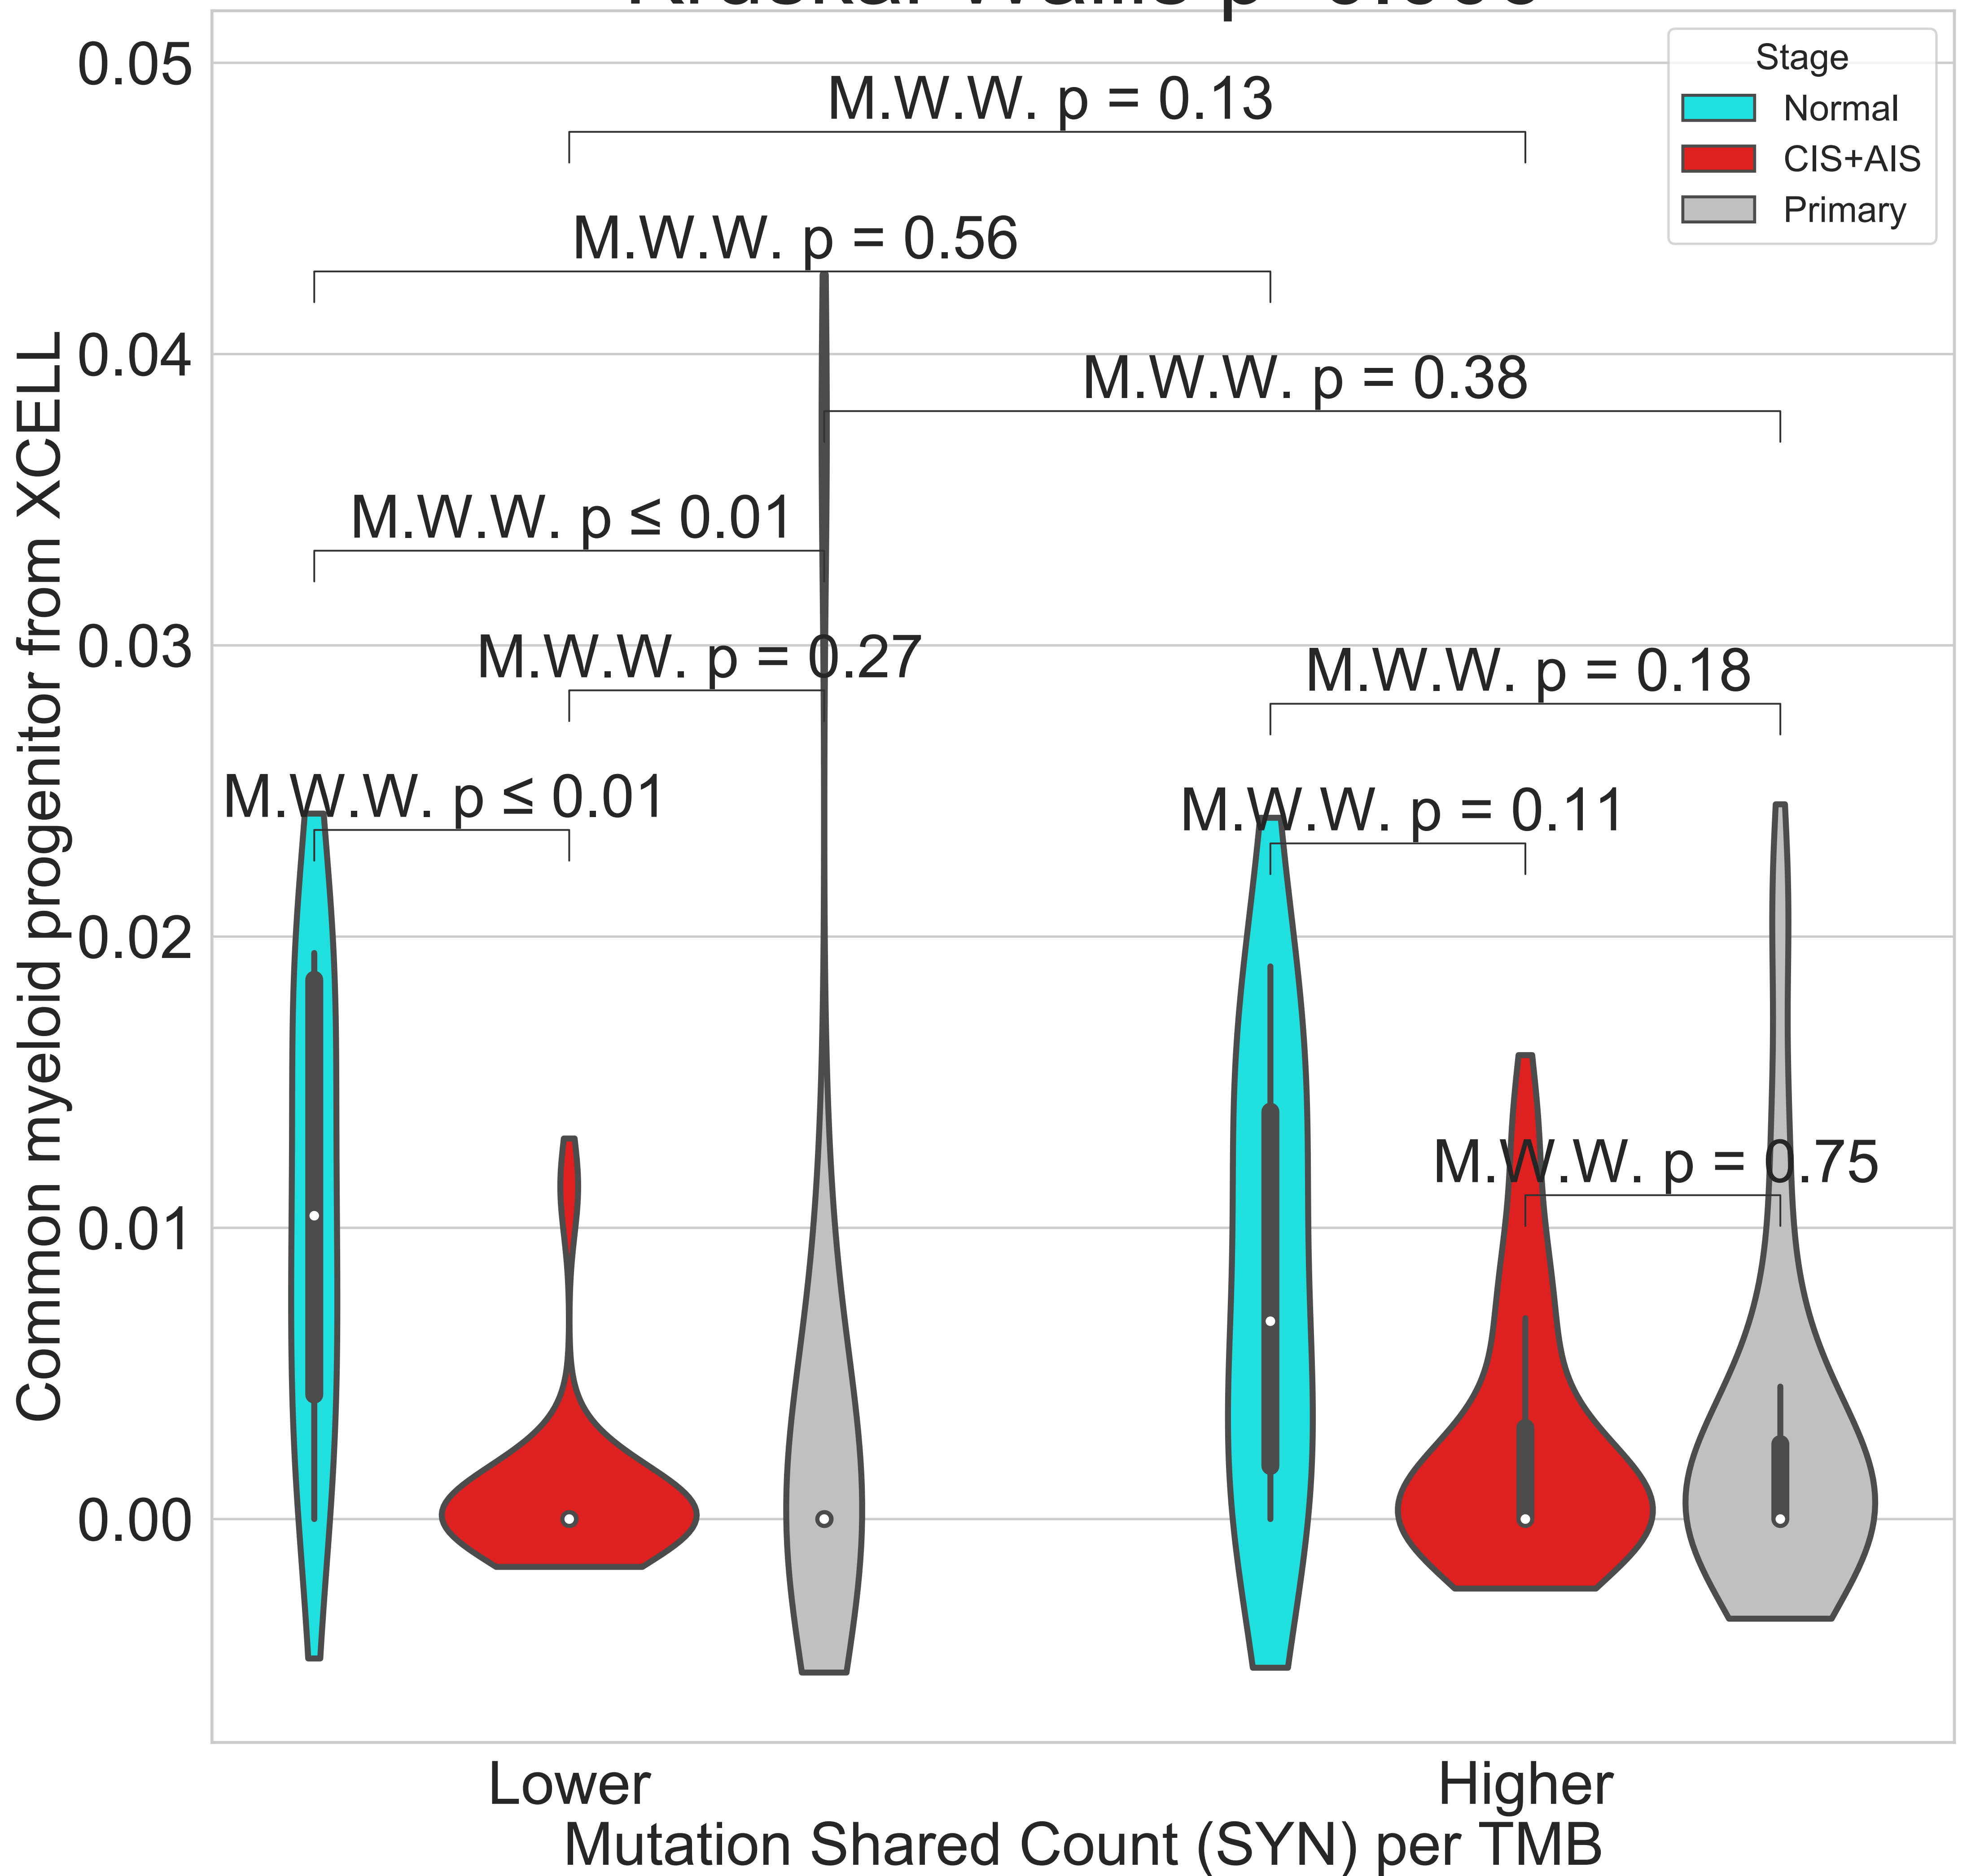 0.05
0.04
0.03
0.02
0.01
0.00
Common myeloid progenitor from XCELL
Stage
Normal
CIS+AIS
Primary
M.W.W. p = 0.13
M.W.W. p = 0.56
M.W.W. p = 0.38
M.W.W. p ≤ 0.01
M.W.W. p = 0.27
M.W.W. p = 0.18
M.W.W. p ≤ 0.01
M.W.W. p = 0.11
M.W.W. p = 0.75
Lower
Higher
Mutation Shared Count (SYN) per TMB